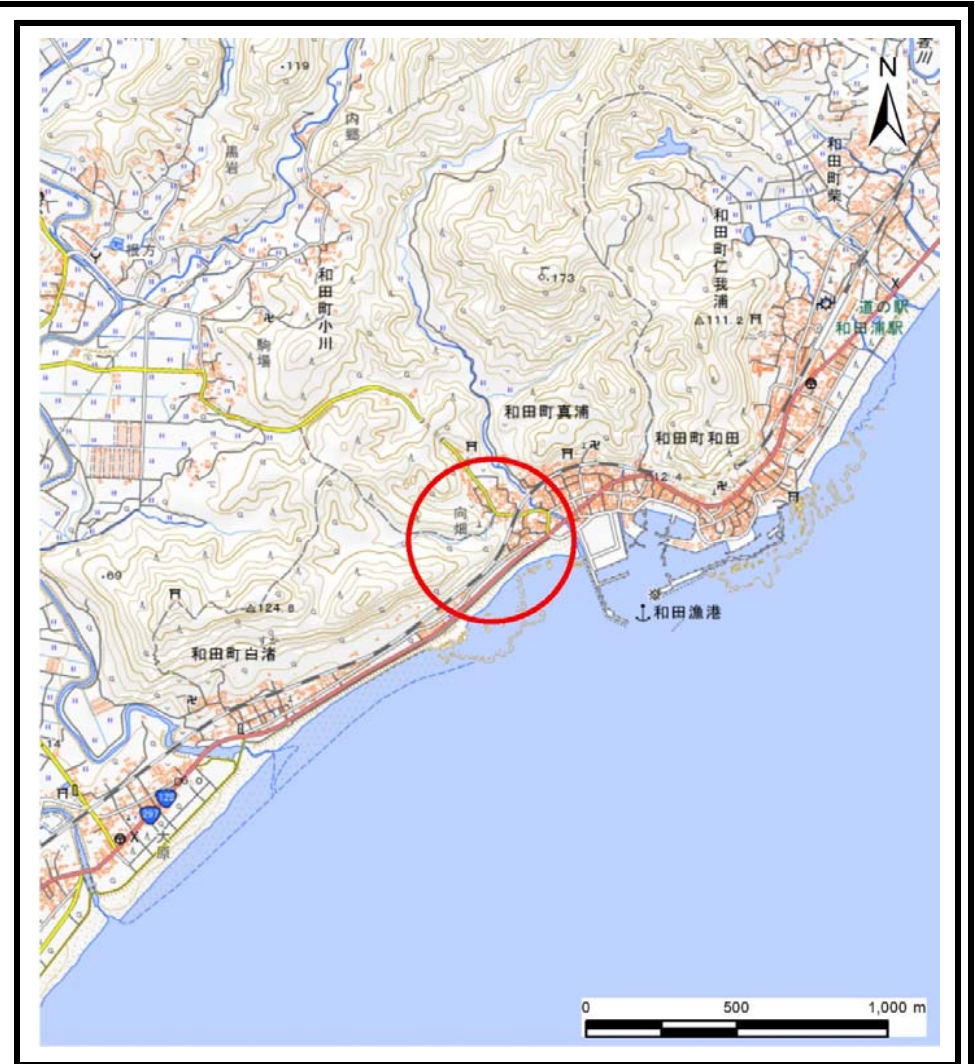 ・119
N
内郷
黒岩
和田町柴
根方
和田町小川
和田町仁我浦
・173
道の駅
和田浦駅
111.2
駒場
和田町真浦
和田町和田
12.4
向畑
・69
124.8
和田漁港
和田町白渚
14
128
297
大原
0 500 1,000 m